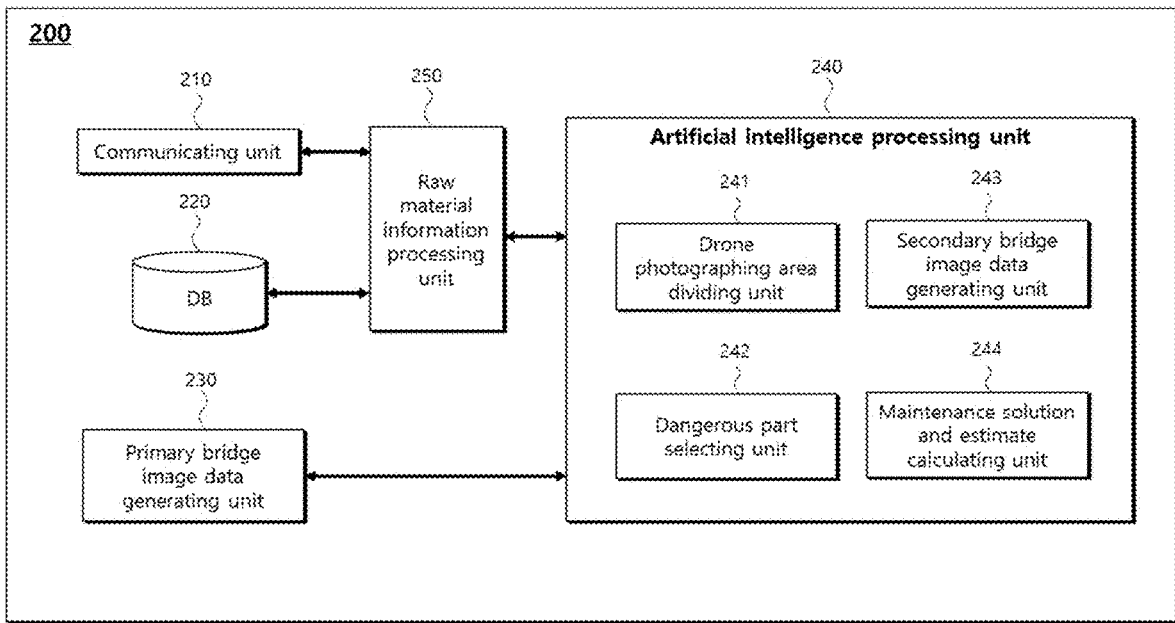 200
210
Communicating unit
220
DB
230
Primary bridge
image data
generating unit
250
Raw
material
information
processing
unit
240
Artificial intelligence processing unit
241
Drone
photographing area
dividing unit
243
Secondary bridge
image data
generating unit
242
Dangerous part
selecting unit
244
Maintenance solution
and estimate
calculating unit